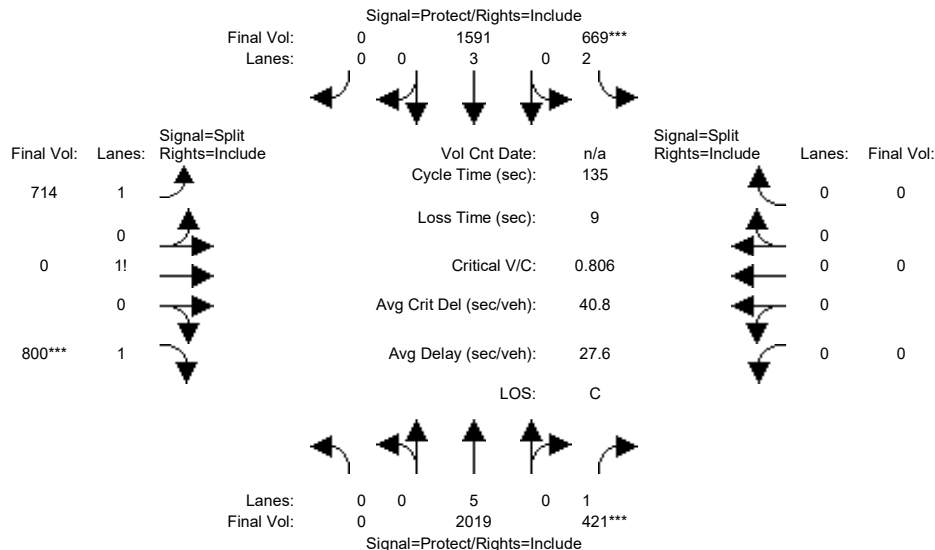 Signal=Protect/Rights=Include
Final Vol: 0 1591 669***
Lanes: 0 0 3 0 2
Signal=Split
Final Vol: Lanes: Rights=Include
Vol Cnt Date: n/a
Signal=Split
Rights=Include Lanes: Final Vol:
Cycle Time (sec): 135
714 1 0 0
Loss Time (sec): 9
0 0
0 1! Critical V/C: 0.806 0 0
0 Avg Crit Del (sec/veh): 40.8 0
800*** 1 Avg Delay (sec/veh): 27.6 0 0
LOS: C
Lanes: 0 0 5 0 1
Final Vol: 0 2019 421***
Signal=Protect/Rights=Include